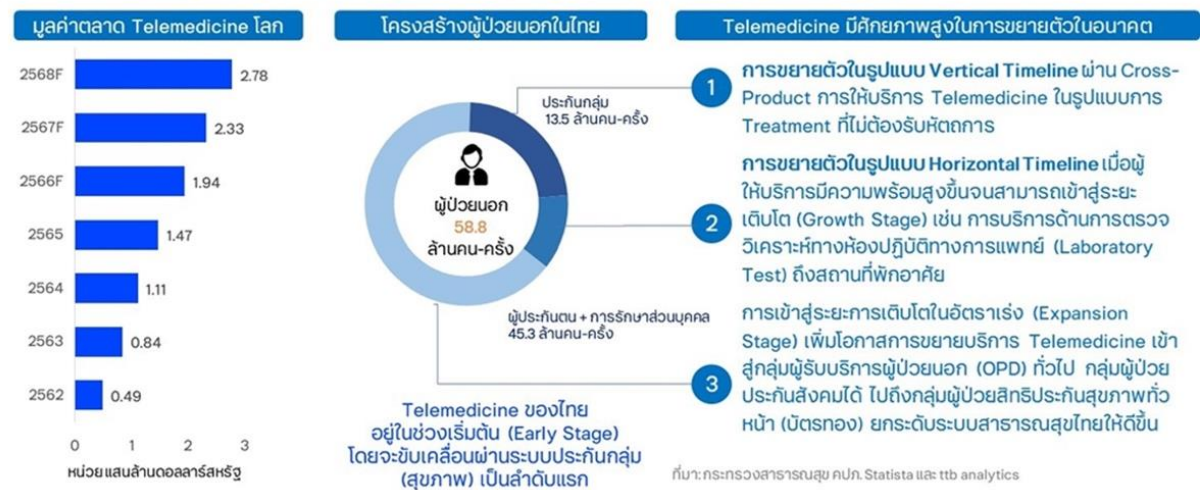 มูลค่าตลาด Telemedicine โลก
2568F
2.78
2567F
2.33
2566F
1.94
2565
1.47
2564
1.11
2563
0.84
2562
0.49
0
1
2
3
หน่วย แสนล้านดอลลาร์สหรัฐ
โครงสร้างผู้ป่วยนอกในไทย
ประกันกลุ่ม
13.5 ล้านคน-ครั้ง
ผู้ป่วยนอก
58.8
ล้านคน-ครั้ง
ผู้ประกันตน + การรักษาส่วนบุคคล
45.3 ล้านคน-ครั้ง
Telemedicine ของไทย
อยู่ในช่วงเริ่มต้น (Early Stage)
โดยจะขับเคลื่อนผ่านระบบประกันกลุ่ม
(สุขภาพ) เป็นลำดับแรก
Telemedicine มีศักยภาพสูงในการขยายตัวในอนาคต
1
การขยายตัวในรูปแบบ Vertical Timeline ผ่าน Cross-
Product การให้บริการ Telemedicine ในรูปแบบการ
Treatment ที่ไม่ต้องรับหัตถการ
2
การขยายตัวในรูปแบบ Horizontal Timeline เมื่อผู้
ให้บริการมีความพร้อมสูงขึ้นจนสามารถเข้าสู่ระยะ
เติบโต (Growth Stage) เช่น การบริการด้านการตรวจ
วิเคราะห์ทางห้องปฏิบัติทางการแพทย์ (Laboratory
Test) ถึงสถานที่พักอาศัย
3
การเข้าสู่ระยะการเติบโตในอัตราเร่ง (Expansion
Stage) เพิ่มโอกาสการขยายบริการ Telemedicine เข้า
สู่กลุ่มผู้รับบริการผู้ป่วยนอก (OPD) ทั่วไป กลุ่มผู้ป่วย
ประกันสังคมได้ ไปถึงกลุ่มผู้ป่วยสิทธิประกันสุขภาพทั่ว
หน้า (บัตรทอง) ยกระดับระบบสาธารณสุขไทยให้ดีขึ้น
ที่มา: กระทรวงสาธารณสุข คปภ. Statista และ ttb analytics